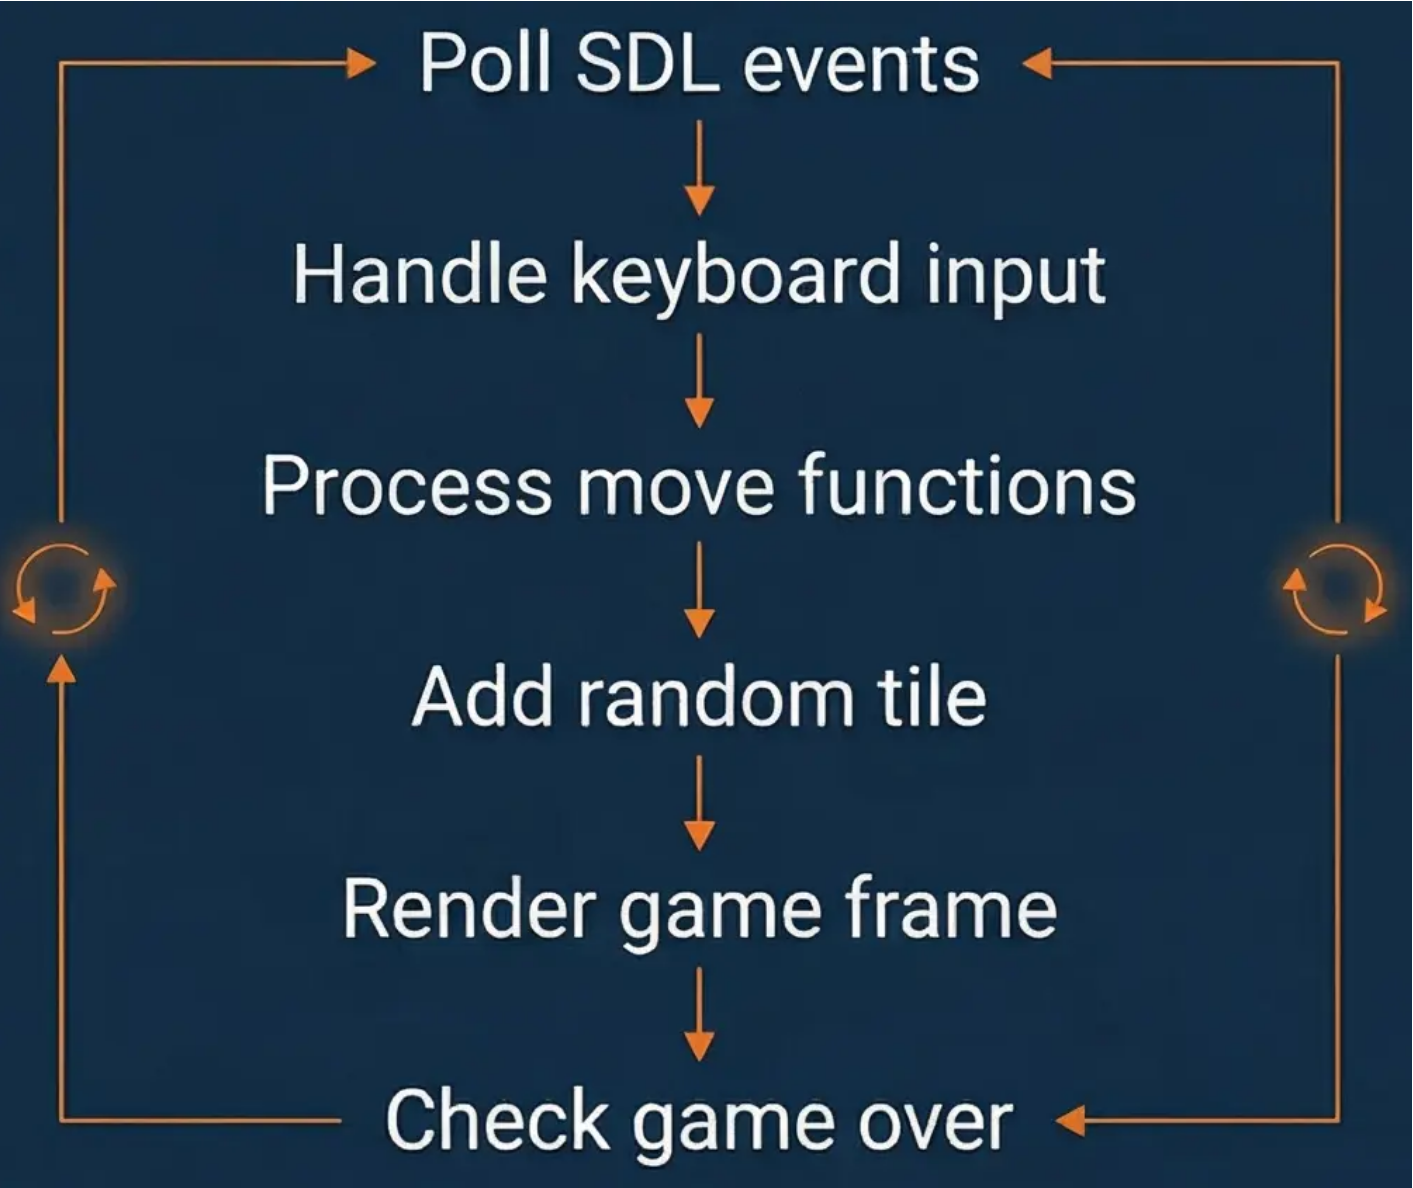 Poll SDL events
Handle keyboard input
Process move functions
Add random tile
Render game frame
Check game over